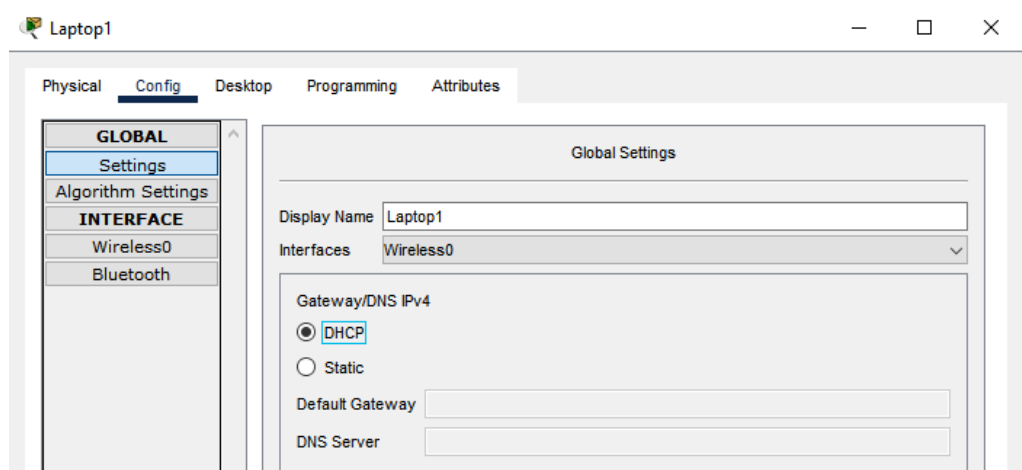 Laptop1
Physical Config Desktop Programming Attributes
GLOBAL
Settings
Algorithm Settings
INTERFACE
Wireless0
Bluetooth
Global Settings
Display Name Laptop1
Interfaces Wireless0
Gateway/DNS IPv4
DHCP
Static
Default Gateway
DNS Server